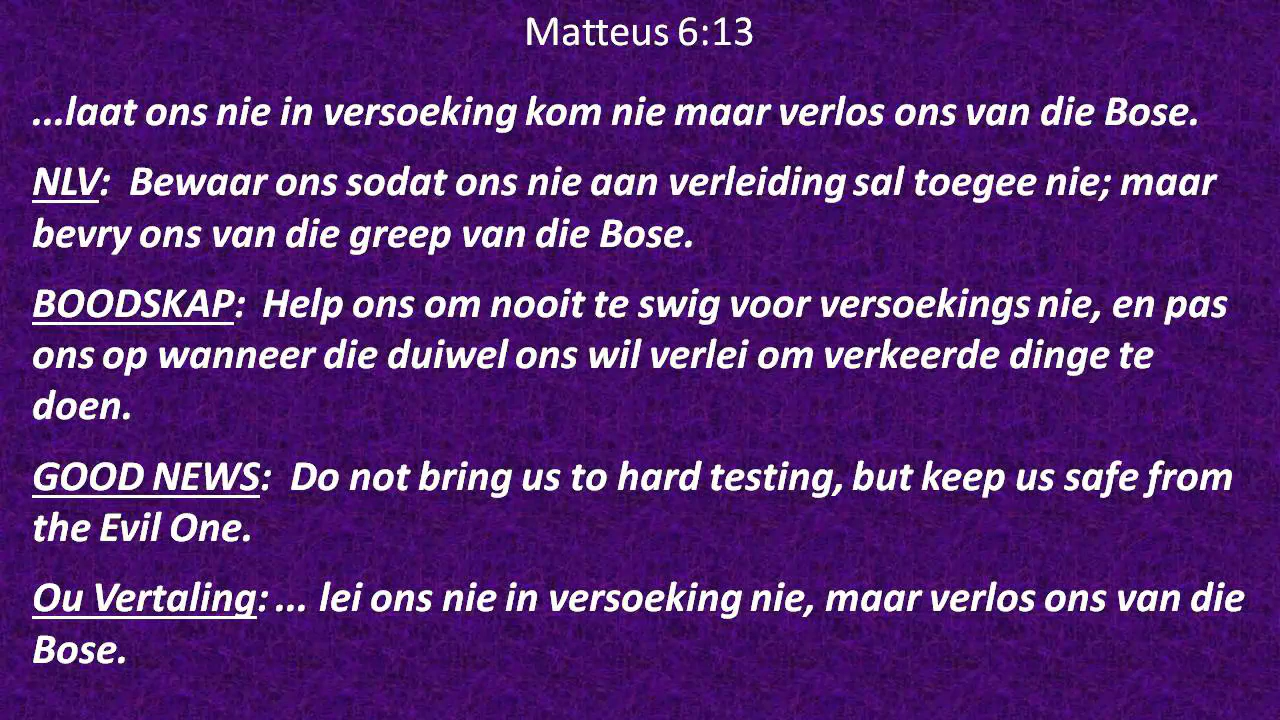 Matteus 6:13
...laat ons nie in versoeking kom nie maar verlos ons van die Bose.
NLV:  Bewaar ons sodat ons nie aan verleiding sal toegee nie; maar
bevry ons van die greep van die Bose.
BOODSKAP:  Help ons om nooit te swig voor versoekings nie, en pas
ons op wanneer die duiwel ons wil verlei om verkeerde dinge te
doen.
GOOD NEWS:  Do not bring us to hard testing, but keep us safe from
the Evil One.
Ou Vertaling: ... lei ons nie in versoeking nie, maar verlos ons van die
Bose.